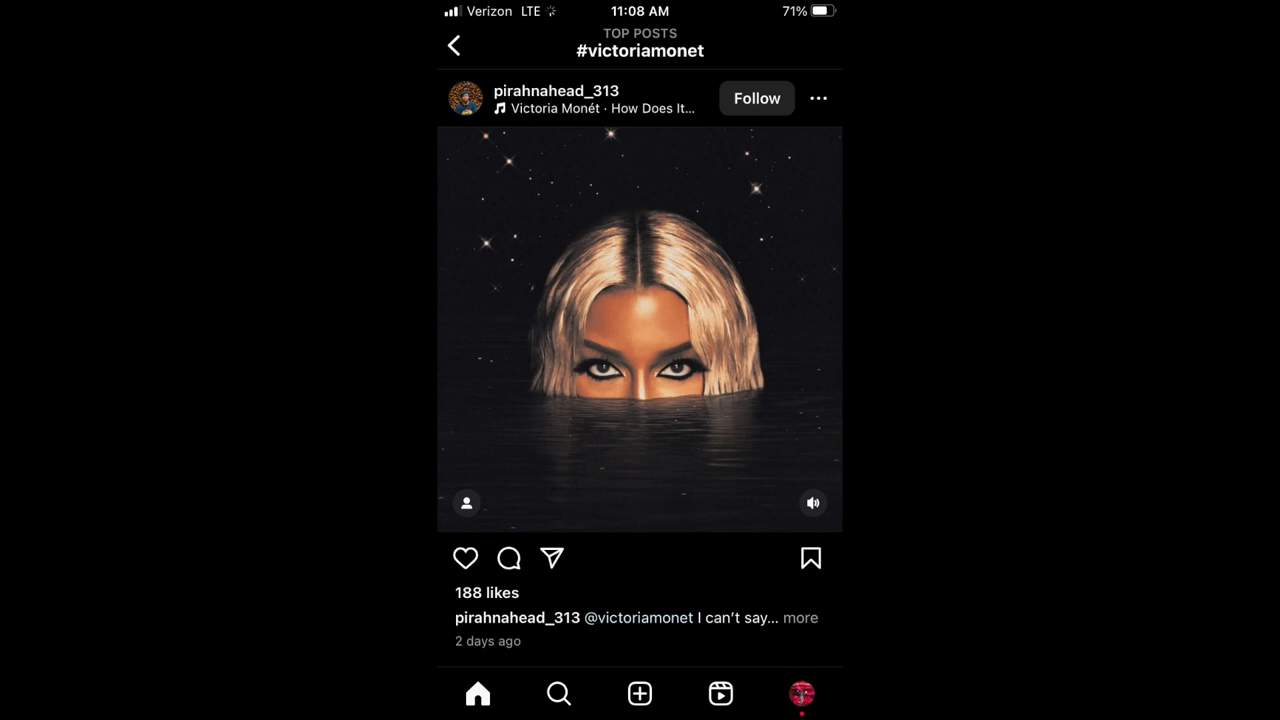 Verizon LTE 11:08 AM 71%
TOP POSTS
#victoriamonet
pirahnahead_313
Victoria Monét · How Does It...
Follow
188 likes
pirahnahead_313 @victoriamonet I can’t say... more
2 days ago